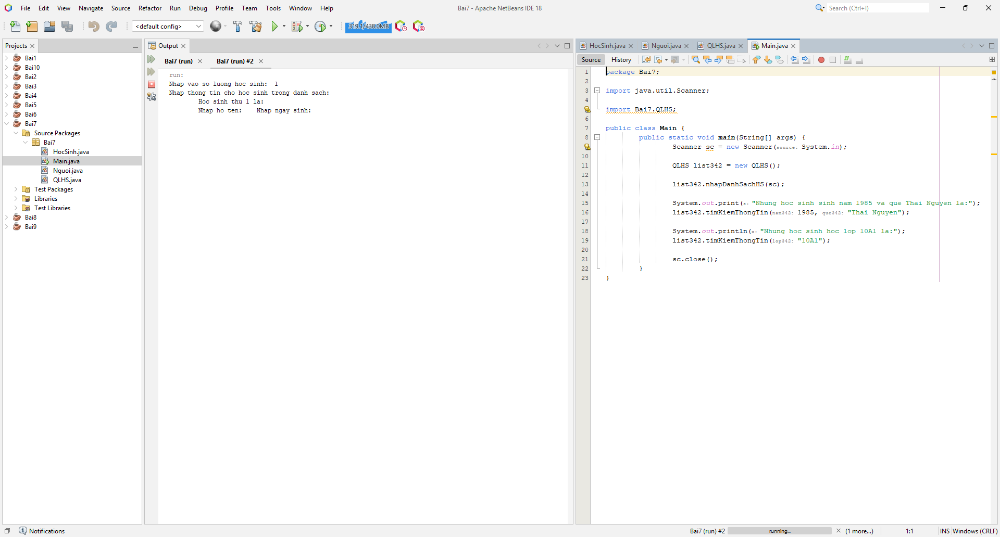 File Edit View Navigate Source Refactor Run Debug Profile Team Tools Window Help
Bai7 - Apache NetBeans IDE 18
Search (Ctrl+I)
<default config>
319.1/438.0MB
Projects
Bai1
Bai10
Bai2
Bai3
Bai4
Bai5
Bai6
Bai7
Source Packages
Bai7
HocSinh.java
Main.java
Nguoi.java
QLHS.java
Test Packages
Libraries
Test Libraries
Bai8
Bai9
Output
Bai7 (run) Bai7 (run) #2
run:
Nhap vao so luong hoc sinh: 1
Nhap thong tin cho hoc sinh trong danh sach:
Hoc sinh thu 1 la:
Nhap ho ten: Nhap ngay sinh:
HocSinh.java Nguoi.java QLHS.java Main.java
Source History
1 package Bai7;
2
3 import java.util.Scanner;
4
import Bai7.QLHS;
6
7 public class Main {
8 public static void main(String[] args) {
Scanner sc = new Scanner(source: System.in);
10
11 QLHS list342 = new QLHS();
12
13 list342.nhapDanhSachHS(sc);
14
15 System.out.print(s: "Nhung hoc sinh sinh nam 1985 va que Thai Nguyen la:");
16 list342.timKiemThongTin(nam342: 1985, que342: "Thai Nguyen");
17
18 System.out.println(x: "Nhung hoc sinh hoc lop 10A1 la:");
19 list342.timKiemThongTin(lop342: "10A1");
20
21 sc.close();
22 }
23 }
Notifications
Bai7 (run) #2 running... (1 more...) 1:1 INS Windows (CRLF)